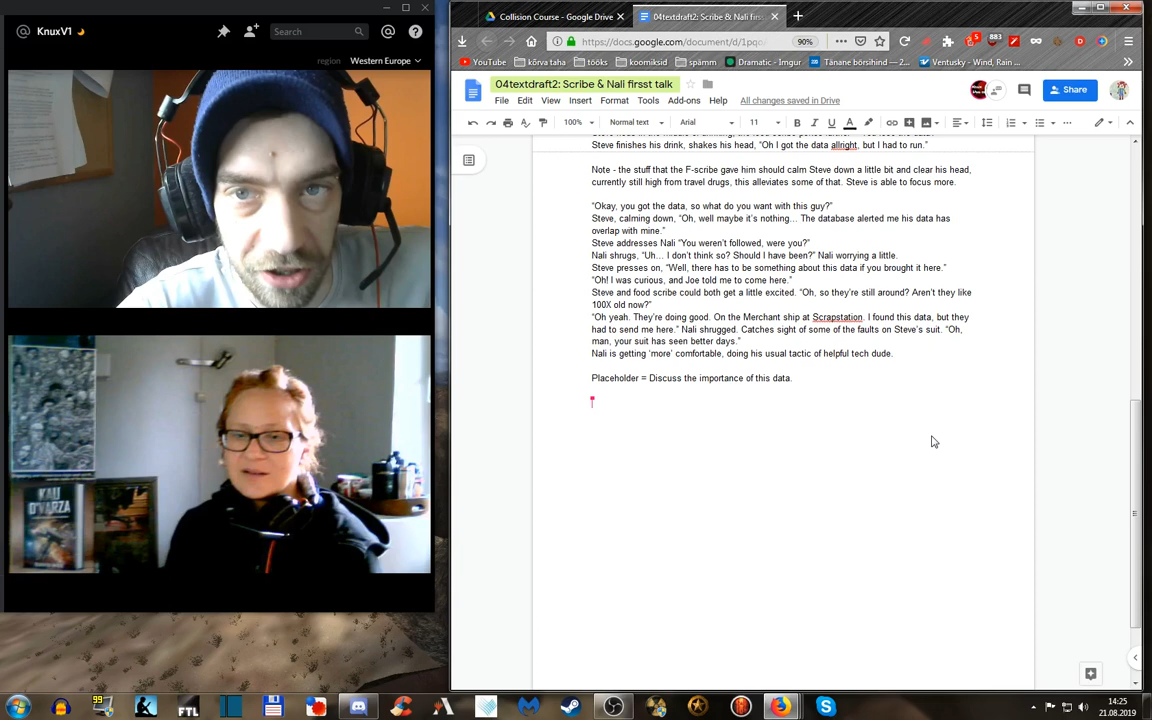 KnuxV1
Search
region
Western Europe
Collision Course - Google Drive
04textdraft2: Scribe & Nali firss
https://docs.google.com/document/d/1pqo
90%
5
883
YouTube
kõrva taha
tööks
koomiksid
spämm
Dramatic - Imgur
Tänane börsihind — 2...
Ventusky - Wind, Rain ...
04textdraft2: Scribe & Nali firsst talk
File Edit View Insert Format Tools Add-ons Help
All changes saved in Drive
Share
100%
Normal text
Arial
11
Steve finishes his drink, shakes his head, “Oh I got the data allright, but I had to run.”
Note - the stuff that the F-scribe gave him should calm Steve down a little bit and clear his head,
currently still high from travel drugs, this alleviates some of that. Steve is able to focus more.
“Okay, you got the data, so what do you want with this guy?”
Steve, calming down, “Oh, well maybe it’s nothing… The database alerted me his data has
overlap with mine.”
Steve addresses Nali “You weren’t followed, were you?”
Nali shrugs, “Uh… I don’t think so? Should I have been?” Nali worrying a little.
Steve presses on, “Well, there has to be something about this data if you brought it here.”
“Oh! I was curious, and Joe told me to come here.”
Steve and food scribe could both get a little excited. “Oh, so they’re still around? Aren’t they like
100X old now?”
“Oh yeah. They’re doing good. On the Merchant ship at Scrapstation. I found this data, but they
had to send me here.” Nali shrugged. Catches sight of some of the faults on Steve’s suit. “Oh,
man, your suit has seen better days.”
Nali is getting ‘more’ comfortable, doing his usual tactic of helpful tech dude.
Placeholder = Discuss the importance of this data.
KALI
D'VARZA
99
FTL
14:25
21.08.2019